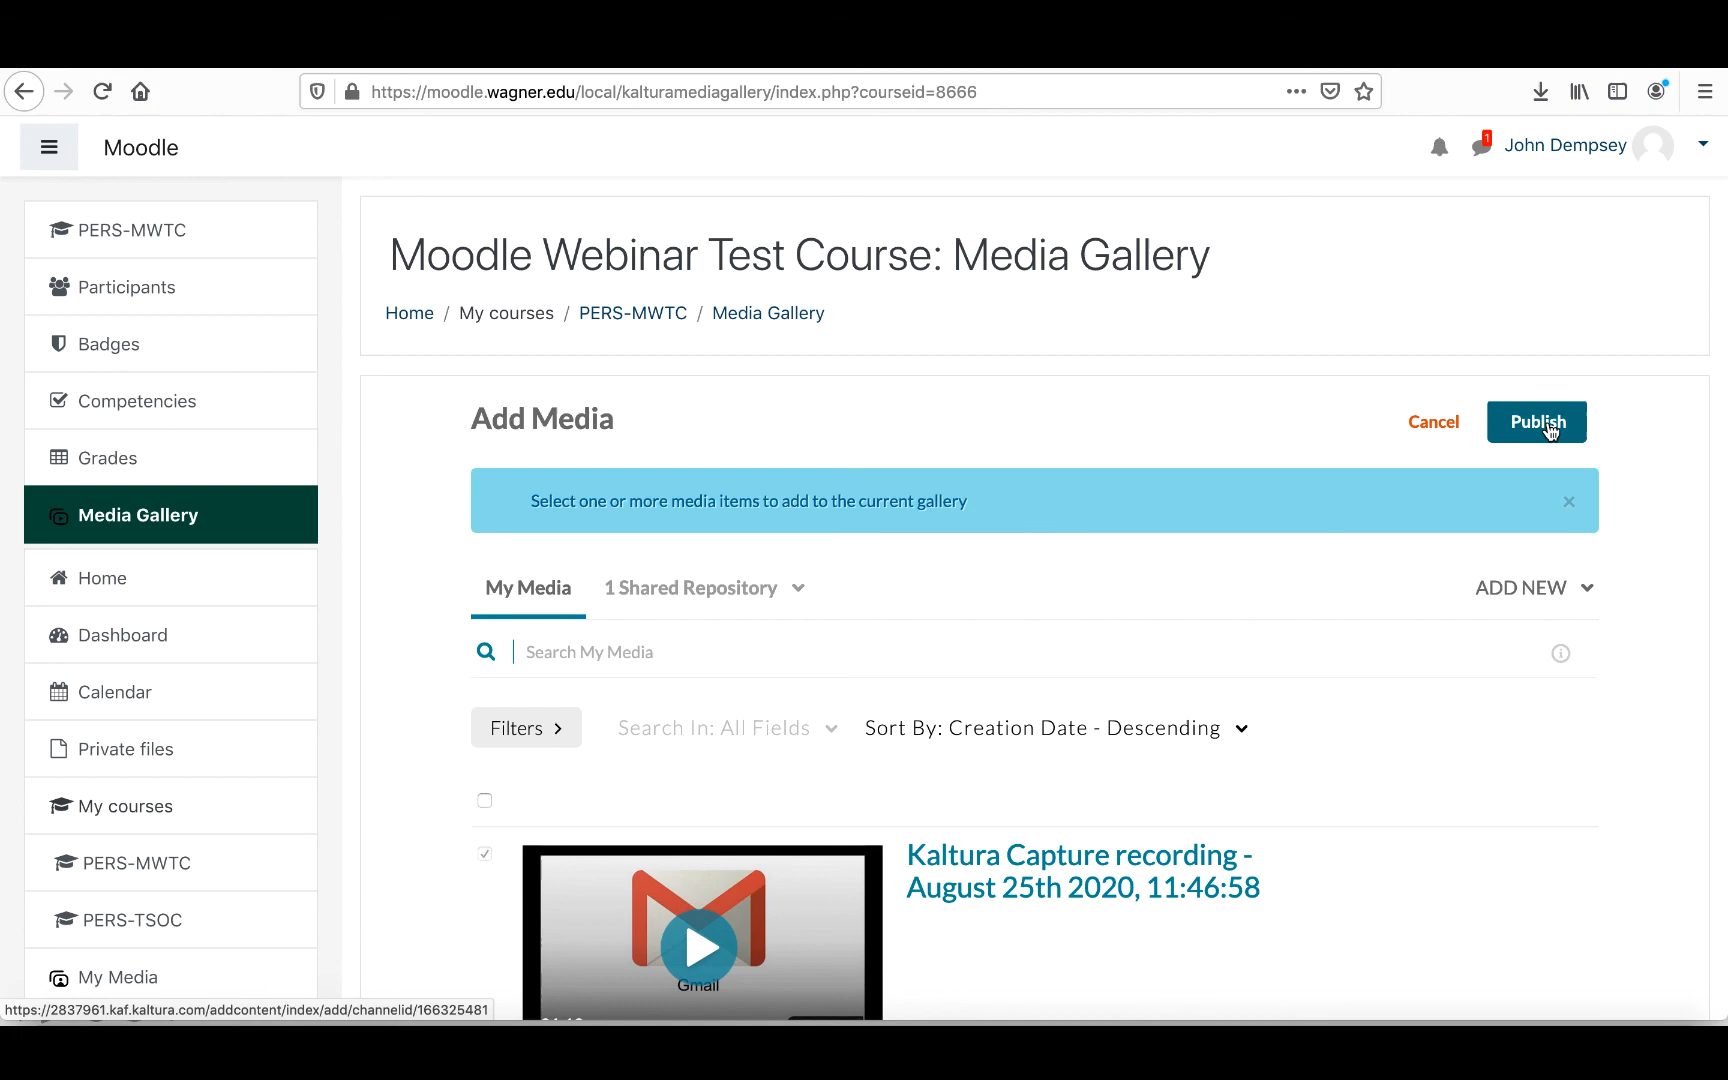 https://moodle.wagner.edu/local/kalturamediagallery/index.php?courseid=8666
Moodle
1
John Dempsey
PERS-MWTC
Participants
Badges
Competencies
Grades
Media Gallery
Home
Dashboard
Calendar
Private files
My courses
PERS-MWTC
PERS-TSOC
My Media
Moodle Webinar Test Course: Media Gallery
Home / My courses / PERS-MWTC / Media Gallery
Add Media
Cancel
Publish
Select one or more media items to add to the current gallery
My Media
1 Shared Repository
ADD NEW
Search My Media
Filters
Search In: All Fields
Sort By: Creation Date - Descending
Gmail
Kaltura Capture recording -
August 25th 2020, 11:46:58
https://2837961.kaf.kaltura.com/addcontent/index/add/channelid/166325481